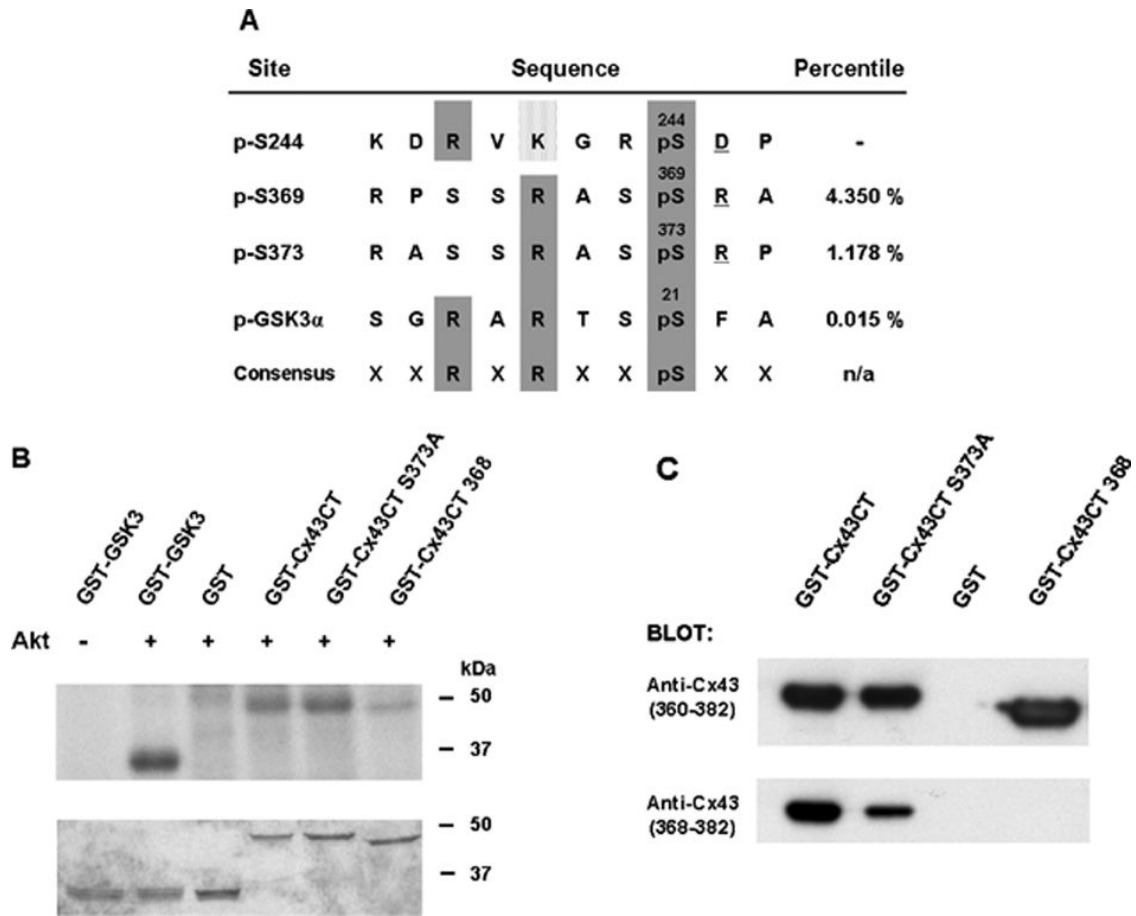 A
Site Sequence Percentile
244
p-S244 K D R V K G R pS D P -
369
p-S369 R P S S R A S pS R A 4.350 %
373
p-S373 R A S S R A S pS R P 1.178 %
21
p-GSK3α S G R A R T S pS F A 0.015 %
Consensus X X R X R X X pS X X n/a
B
GST-GSK3
GST-GSK3
GST
GST-Cx43CT
GST-Cx43CT S373A
GST-Cx43CT 368
Akt - + + + + +
kDa
– 50
– 37
– 50
– 37
C
GST-Cx43CT
GST-Cx43CT S373A
GST
GST-Cx43CT 368
BLOT:
Anti-Cx43
(360-382)
Anti-Cx43
(368-382)